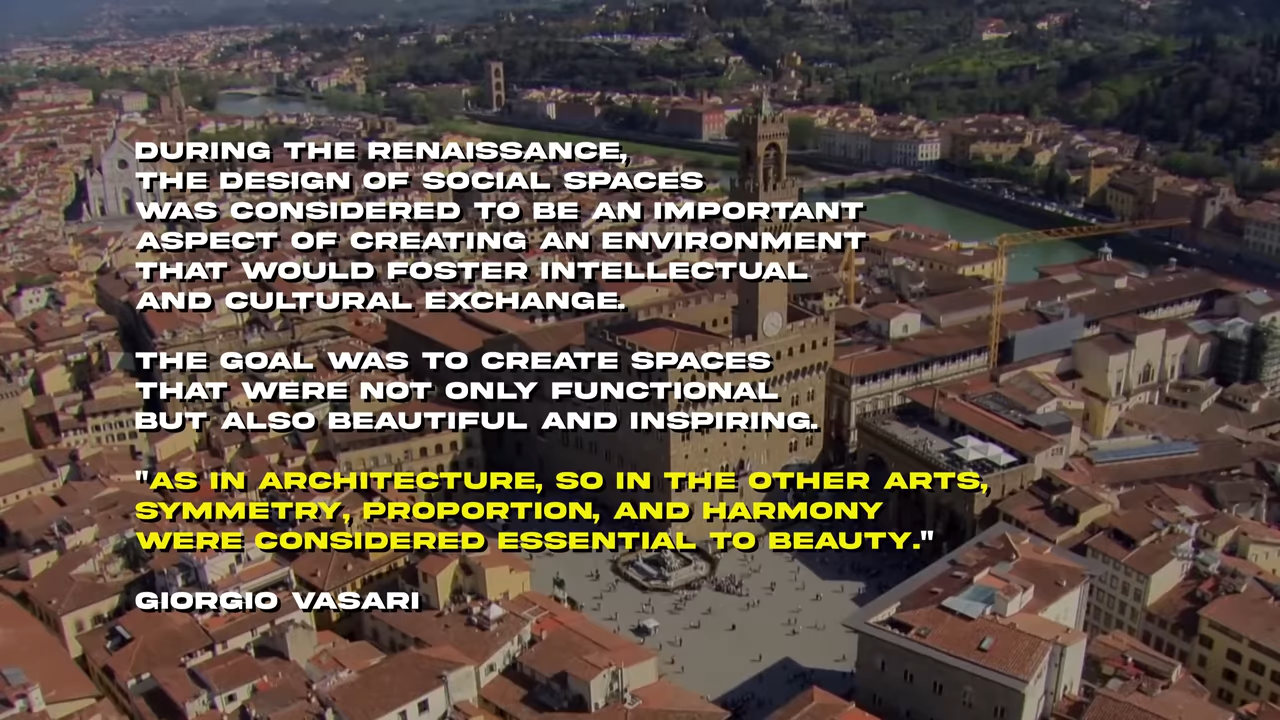 DURING THE RENAISSANCE,
THE DESIGN OF SOCIAL SPACES
WAS CONSIDERED TO BE AN IMPORTANT
ASPECT OF CREATING AN ENVIRONMENT
THAT WOULD FOSTER INTELLECTUAL
AND CULTURAL EXCHANGE.
THE GOAL WAS TO CREATE SPACES
THAT WERE NOT ONLY FUNCTIONAL
BUT ALSO BEAUTIFUL AND INSPIRING.
"AS IN ARCHITECTURE, SO IN THE OTHER ARTS,
SYMMETRY, PROPORTION, AND HARMONY
WERE CONSIDERED ESSENTIAL TO BEAUTY."
GIORGIO VASARI